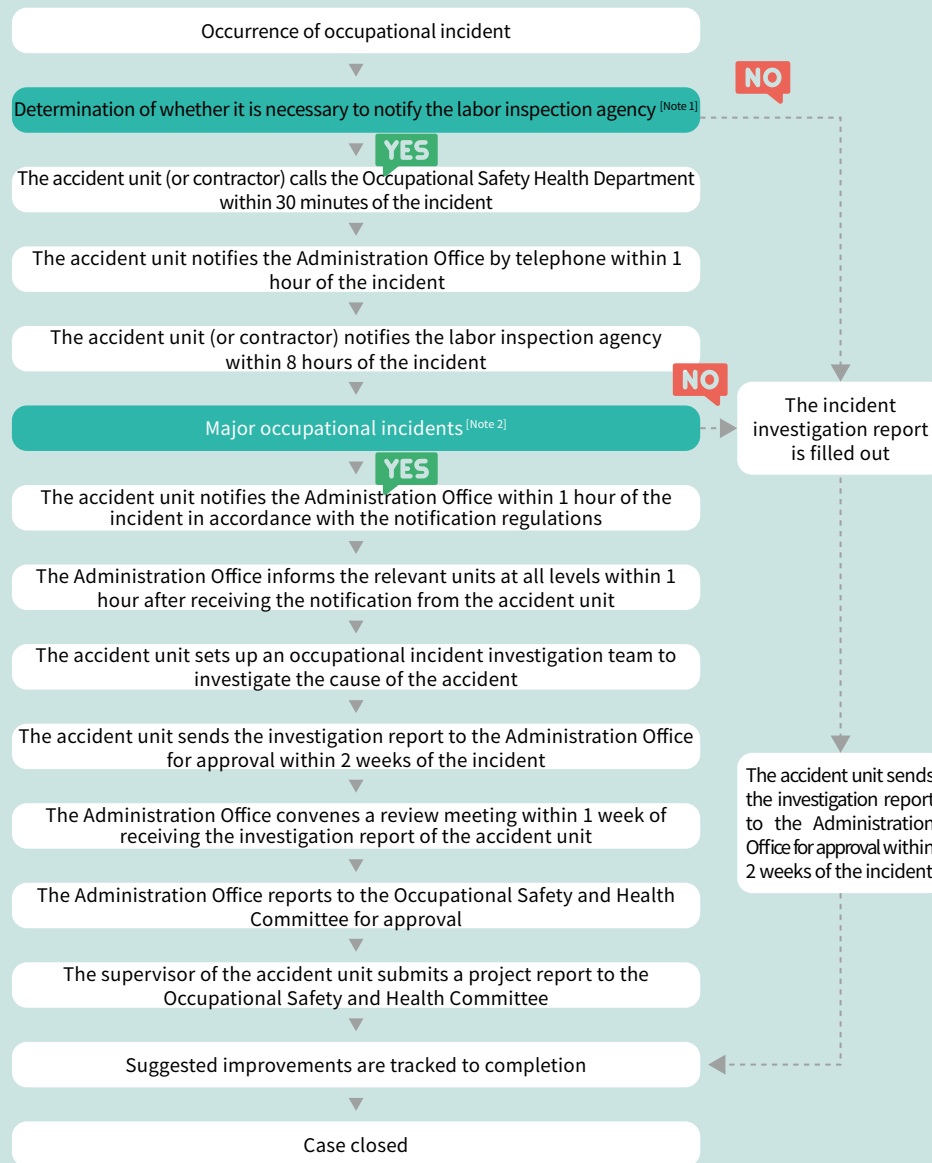 Occurrence of occupational incident
Determination of whether it is necessary to notify the labor inspection agency [Note 1]
NO
YES
The accident unit (or contractor) calls the Occupational Safety Health Department
within 30 minutes of the incident
The accident unit notifies the Administration Office by telephone within 1
hour of the incident
The accident unit (or contractor) notifies the labor inspection agency
within 8 hours of the incident
NO
Major occupational incidents [Note 2]
The incident
investigation report
is filled out
YES
The accident unit notifies the Administration Office within 1 hour of the
incident in accordance with the notification regulations
The Administration Office informs the relevant units at all levels within 1
hour after receiving the notification from the accident unit
The accident unit sets up an occupational incident investigation team to
investigate the cause of the accident
The accident unit sends the investigation report to the Administration Office
for approval within 2 weeks of the incident
The accident unit sends
the investigation report
to the Administration
Office for approval within
2 weeks of the incident
The Administration Office convenes a review meeting within 1 week of
receiving the investigation report of the accident unit
The Administration Office reports to the Occupational Safety and Health
Committee for approval
The supervisor of the accident unit submits a project report to the
Occupational Safety and Health Committee
Suggested improvements are tracked to completion
Case closed